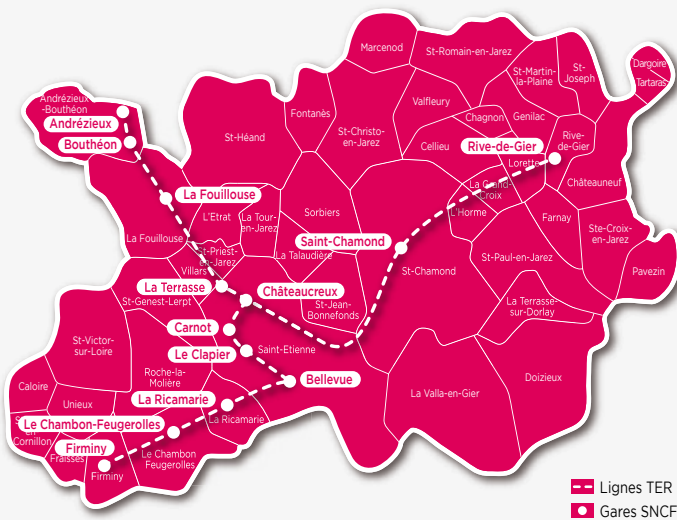 Marcenod
St-Romain-en-Jarez
Dargoire
Tartaras
St-Martin-
la-Plaine
St-
Joseph
Andrézieux
-Bouthéon
Andrézieux
Bouthéon
Fontanès
Valfleury
St-Héand
St-Christo-
en-Jarez
Chagnon
Genilac
Cellieu
Rive-de-Gier
Rive-
de-Gier
Lorette
La Fouillouse
La Grand-
Croix
Châteauneuf
L'Etrat
La Tour-
en-Jarez
Sorbiers
L'Horme
Farnay
La Fouillouse
Saint-Chamond
Ste-Croix-
en-Jarez
St-Priest-
en-Jarez
La Talaudière
St-Paul-en-Jarez
Villars
St-Chamond
Pavezin
La Terrasse
Châteaucreux
St-Genest-Lerpt
St-Jean-
Bonnefonds
La Terrasse-
sur-Dorlay
Carnot
St-Victor-
sur-Loire
Le Clapier
Saint-Etienne
Roche-la-
Molière
Bellevue
Doizieux
Caloire
La Valla-en-Gier
Unieux
La Ricamarie
La Ricamarie
Le Chambon-Feugerolles
Cornillon
Firminy
Fraisses
Le Chambon
Feugerolles
Firminy
Lignes TER
Gares SNCF